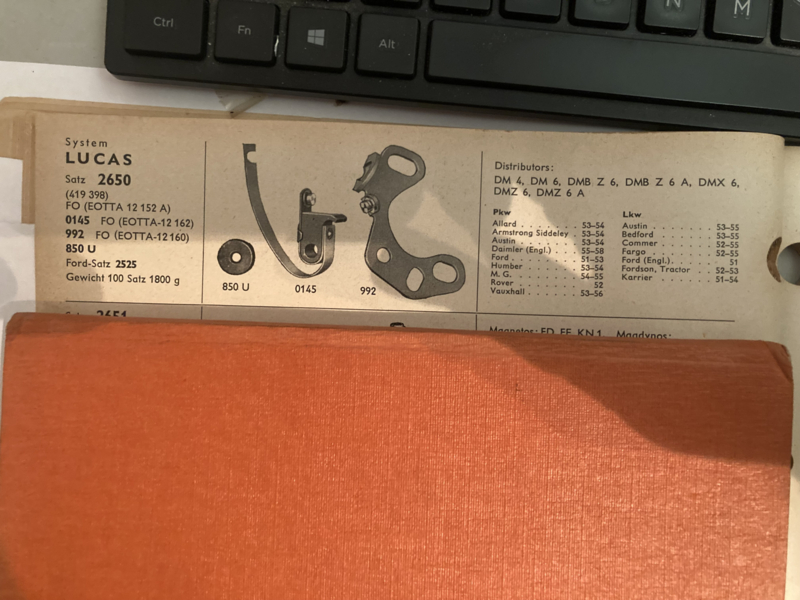 Ctrl
Fn
Alt
N
M
System
LUCAS
Satz 2650
(419 398)
FO (EOTTA 12 152 A)
0145 FO (EOTTA-12 162)
992 FO (EOTTA-12 160)
850 U
Ford-Satz 2525
Gewicht 100 Satz 1800 g
850 U
0145
992
Distributors:
DM 4, DM 6, DMB Z 6, DMB Z 6 A, DMX 6,
DMZ 6, DMZ 6 A
Pkw
Allard . . . . . . 53–54
Armstrong Siddeley . 53–54
Austin . . . . . . 53–54
Daimler (Engl.) . . . 55–58
Ford . . . . . . . 51–53
Humber . . . . . . 53–54
M. G. . . . . . . . 54–55
Rover . . . . . . . 52
Vauxhall . . . . . 53–56
Lkw
Austin . . . . . . 53–55
Bedford . . . . . . 53–55
Commer . . . . . . 52–55
Fargo . . . . . . . 52–55
Ford (Engl.) . . . . 51
Fordson, Tractor . . 52–53
Karrier . . . . . . 51–54
2651